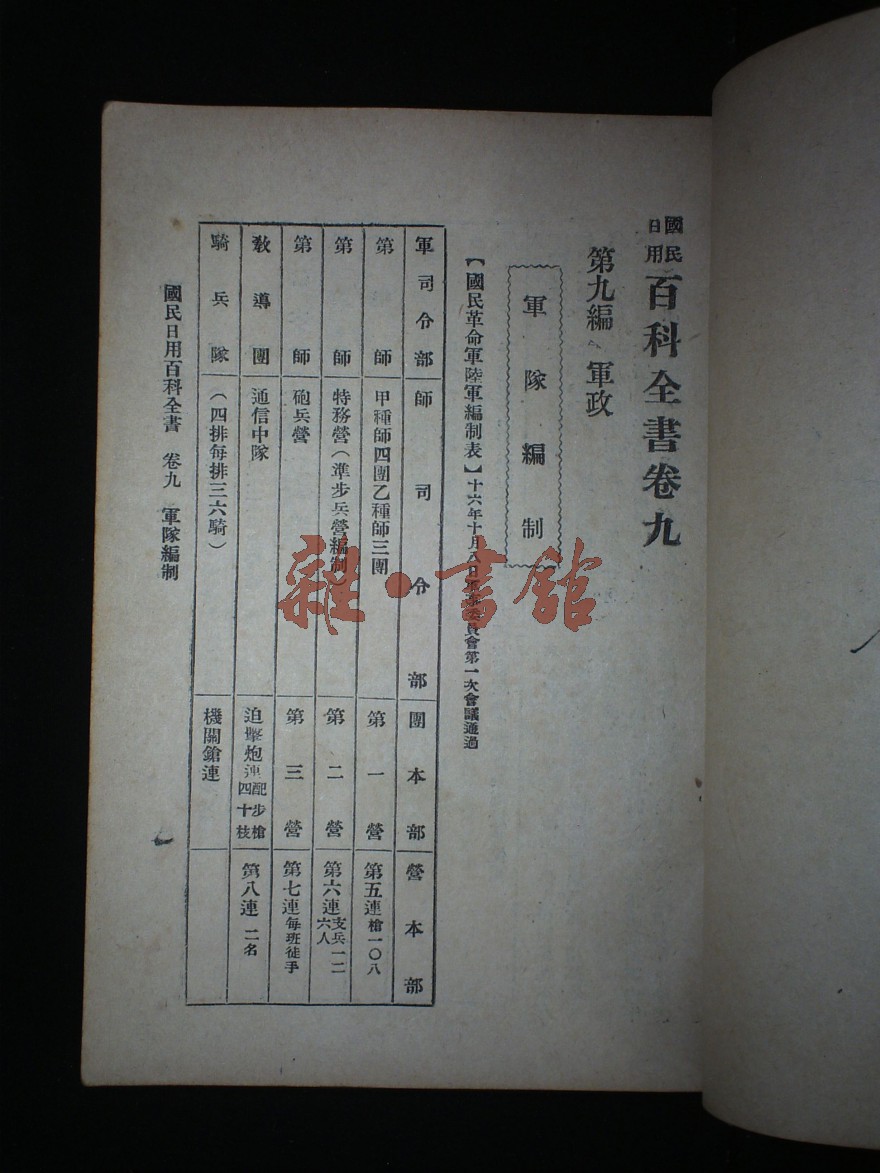 國民日用百科全書卷九
第九編 軍政
軍隊編制
【國民革命軍陸軍編制表】十六年十月八日 委員會第一次會議通過
軍司令部 師司令部 團本部 營本部
第師 甲種師四團乙種師三團 第一營 第五連槍一〇八
第師 特務營(準步兵營編制) 第二營 第六連支兵一二六人
第師 砲兵營 第三營 第七連每班徒手
教導團 通信中隊 迫擊炮連配步槍四十枝 第八連二名
騎兵隊 (四排每排三六騎) 機關鎗連
國民日用百科全書 卷九 軍隊編制
雜·書館